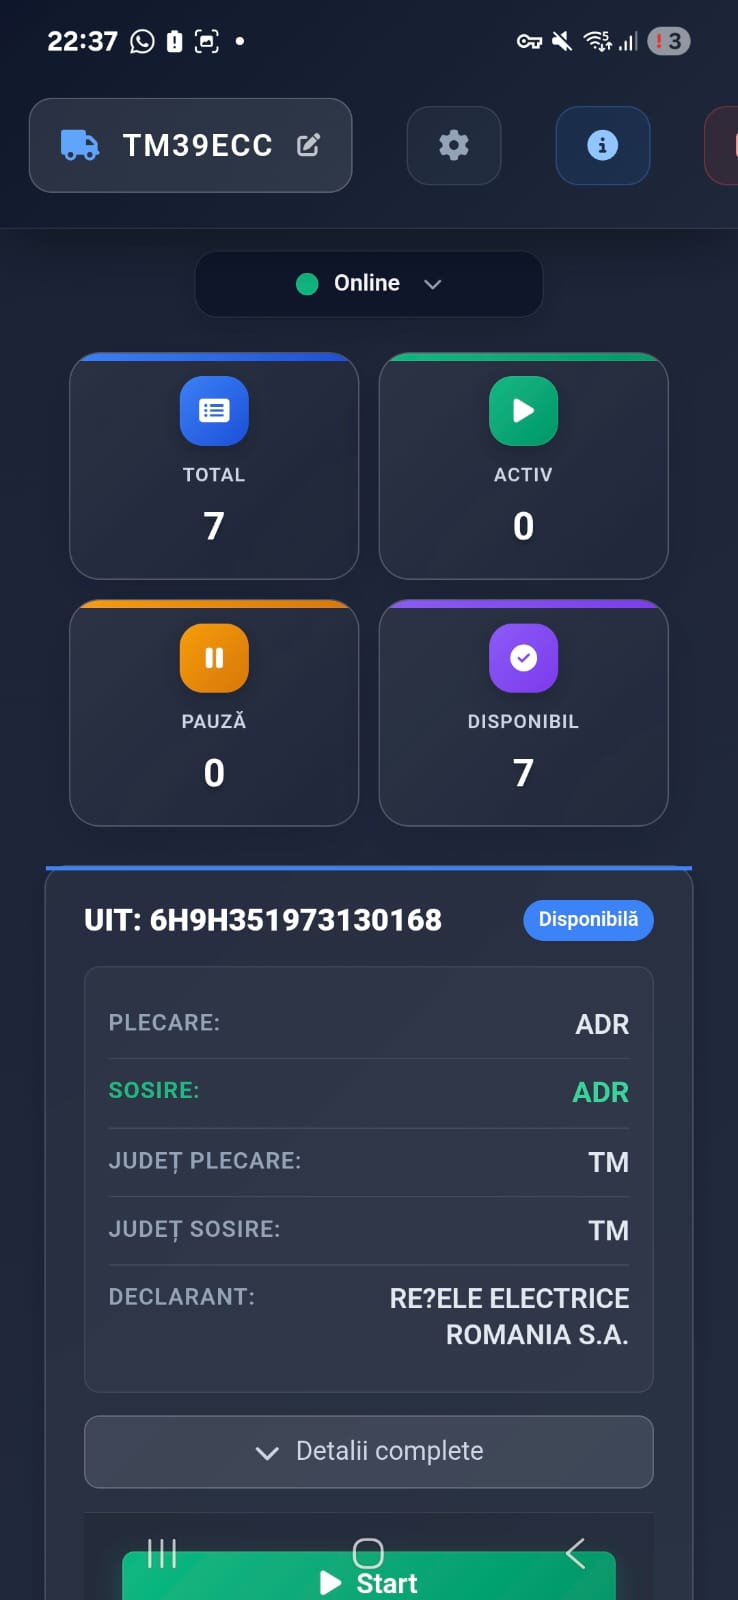 22:37
5
3
TM39ECC
Online
TOTAL
7
ACTIV
0
PAUZĂ
0
DISPONIBIL
7
UIT: 6H9H351973130168
Disponibilă
PLECARE: ADR
SOSIRE: ADR
JUDEȚ PLECARE: TM
JUDEȚ SOSIRE: TM
DECLARANT: RE?ELE ELECTRICE
ROMANIA S.A.
Detalii complete
Start